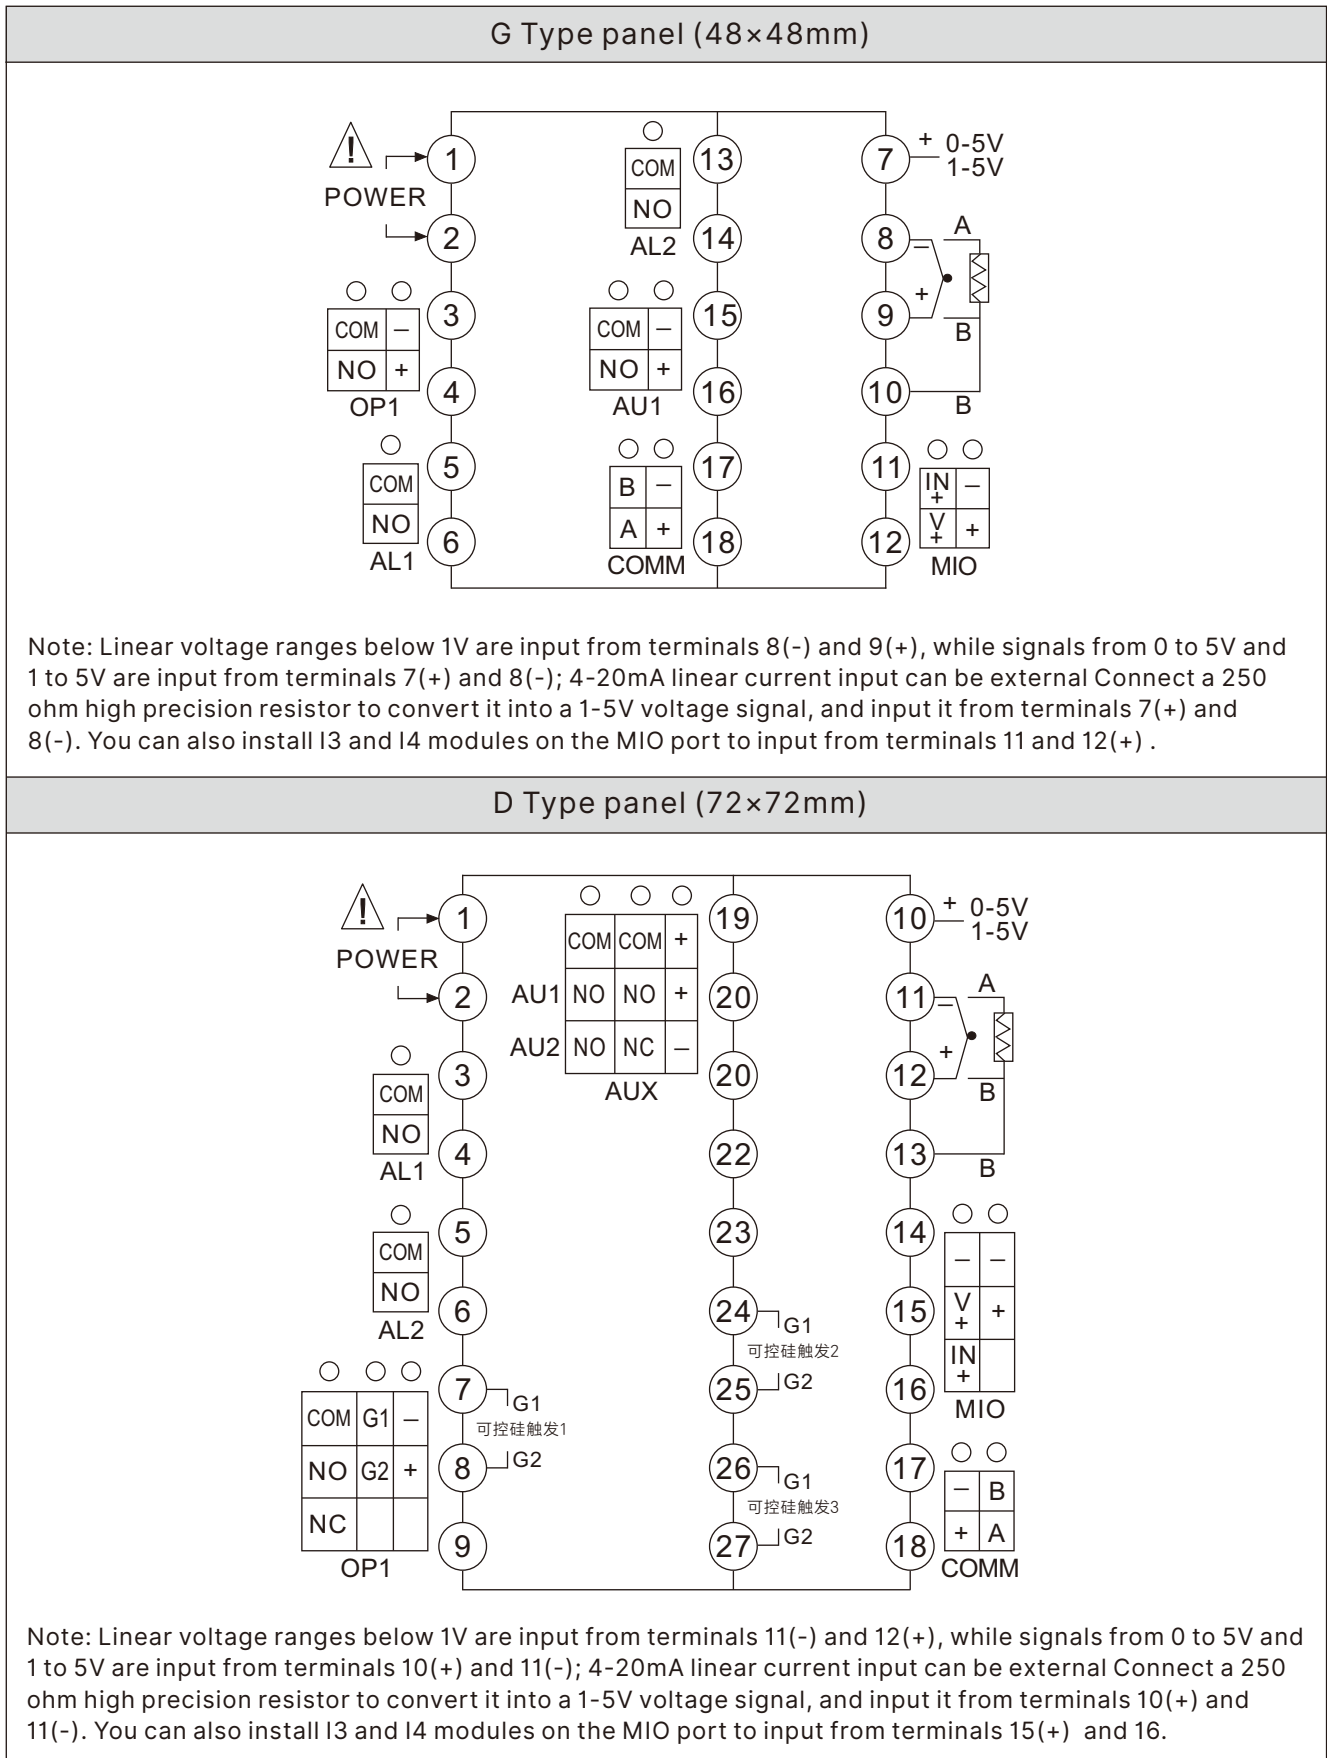 G Type panel (48×48mm)
POWER
1
2
3
4
5
6
COM –
NO +
OP1
COM
NO
AL1
COM
NO
AL2
COM –
NO +
AU1
B –
A +
COMM
13
14
15
16
17
18
7
8
9
10
11
12
+ 0-5V
1-5V
A
–
+
B
B
IN+ –
V+ +
MIO
Note: Linear voltage ranges below 1V are input from terminals 8(-) and 9(+), while signals from 0 to 5V and
1 to 5V are input from terminals 7(+) and 8(-); 4-20mA linear current input can be external Connect a 250
ohm high precision resistor to convert it into a 1-5V voltage signal, and input it from terminals 7(+) and
8(-). You can also install I3 and I4 modules on the MIO port to input from terminals 11 and 12(+) .
D Type panel (72×72mm)
POWER
1
2
3
4
5
6
7
8
9
COM
NO
AL1
COM
NO
AL2
COM G1 –
NO G2 +
NC
OP1
G1
可控硅触发1
G2
COM COM +
AU1 NO NO +
AU2 NO NC –
AUX
19
20
20
22
23
24
25
26
27
G1
可控硅触发2
G2
G1
可控硅触发3
G2
10
11
12
13
14
15
16
17
18
+ 0-5V
1-5V
A
–
+
B
B
– –
V+ +
IN+
MIO
– B
+ A
COMM
Note: Linear voltage ranges below 1V are input from terminals 11(-) and 12(+), while signals from 0 to 5V and
1 to 5V are input from terminals 10(+) and 11(-); 4-20mA linear current input can be external Connect a 250
ohm high precision resistor to convert it into a 1-5V voltage signal, and input it from terminals 10(+) and
11(-). You can also install I3 and I4 modules on the MIO port to input from terminals 15(+) and 16.